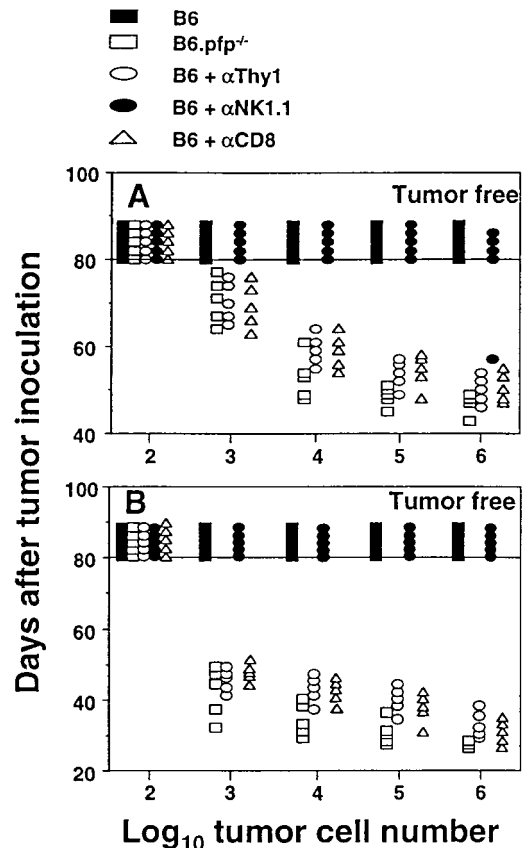 B6
B6.pfp-/-
B6 + αThy1
B6 + αNK1.1
B6 + αCD8
A
Tumor free
100
80
60
40
2 3 4 5 6
B
Tumor free
100
80
60
40
20
2 3 4 5 6
Days after tumor inoculation
Log10 tumor cell number